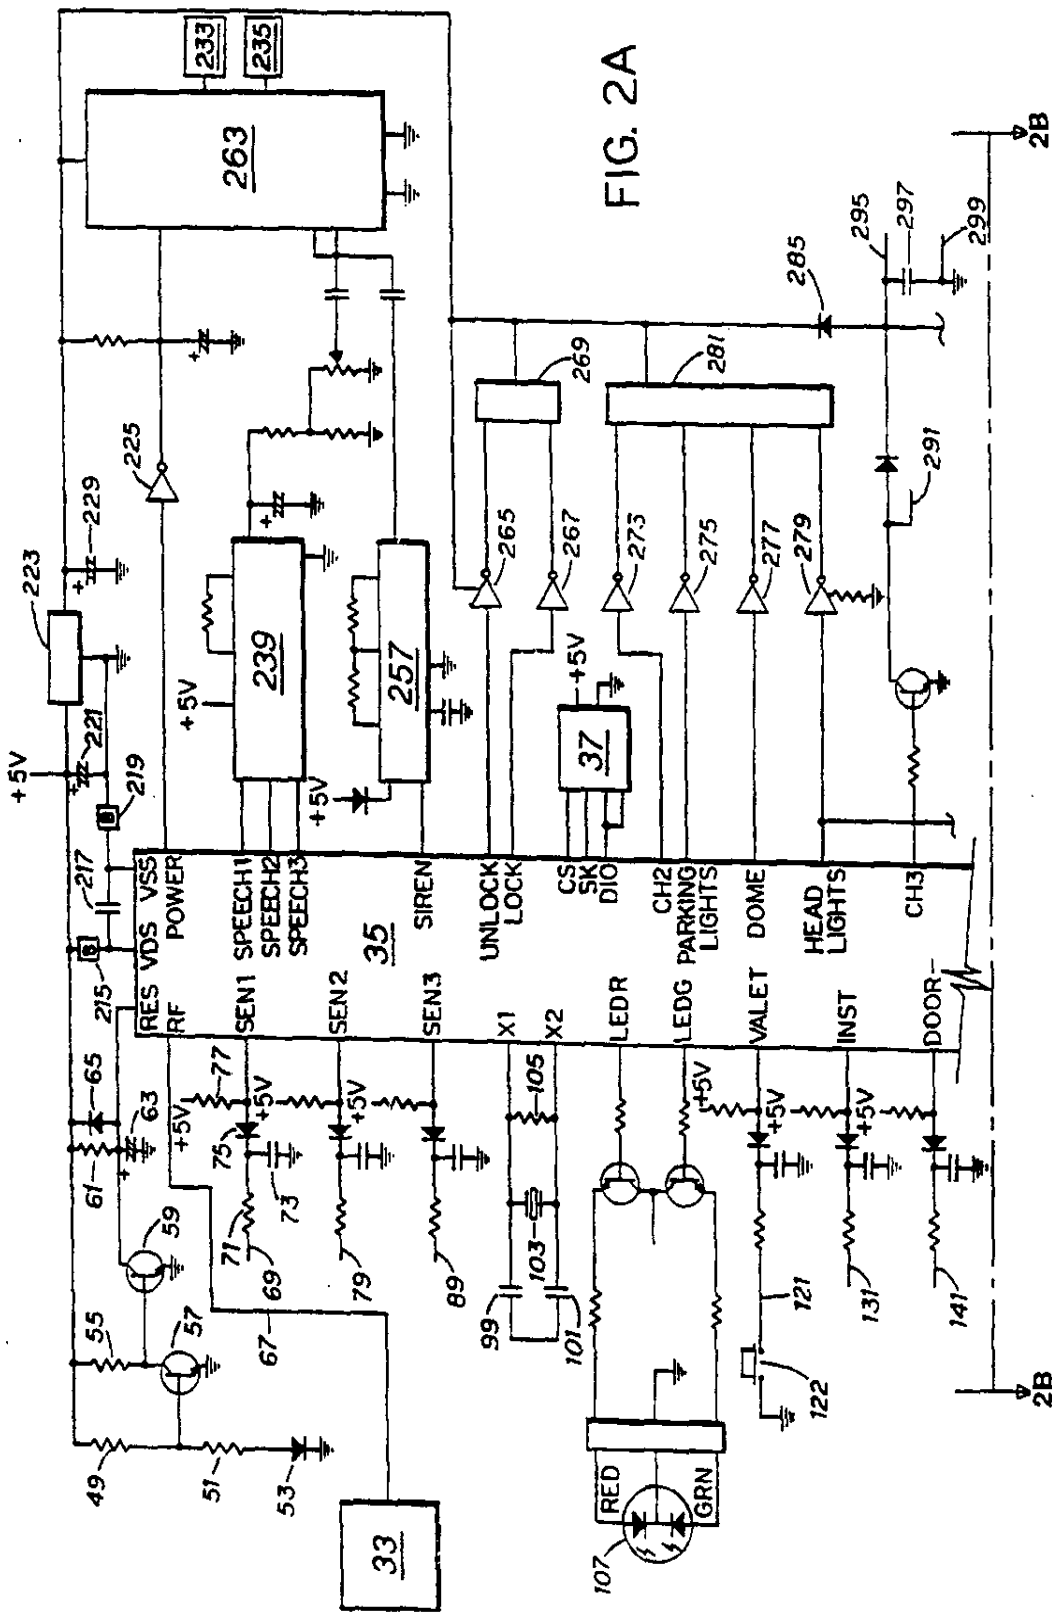 FIG. 2A
233
235
263
223
229
225
+5V
221
219
217
215
+5V
239
+5V
257
265
267
269
273
275
277
279
281
285
291
295
297
299
37
+5V
RES
VDS
VSS
POWER
RF
SPEECH1
SPEECH2
SPEECH3
SEN1
35
SIREN
SEN2
SEN3
UNLOCK
LOCK
X1
X2
CS
SK
DIO
CH2
PARKING
LIGHTS
LEDR
LEDG
DOME
VALET
HEAD
LIGHTS
INST
CH3
DOOR
65
63
61
59
57
55
49
51
53
33
67
+5V
77
75
73
71
69
+5V
79
+5V
89
99
101
103
105
107
RED
GRN
+5V
121
122
+5V
131
+5V
141
2B
2B